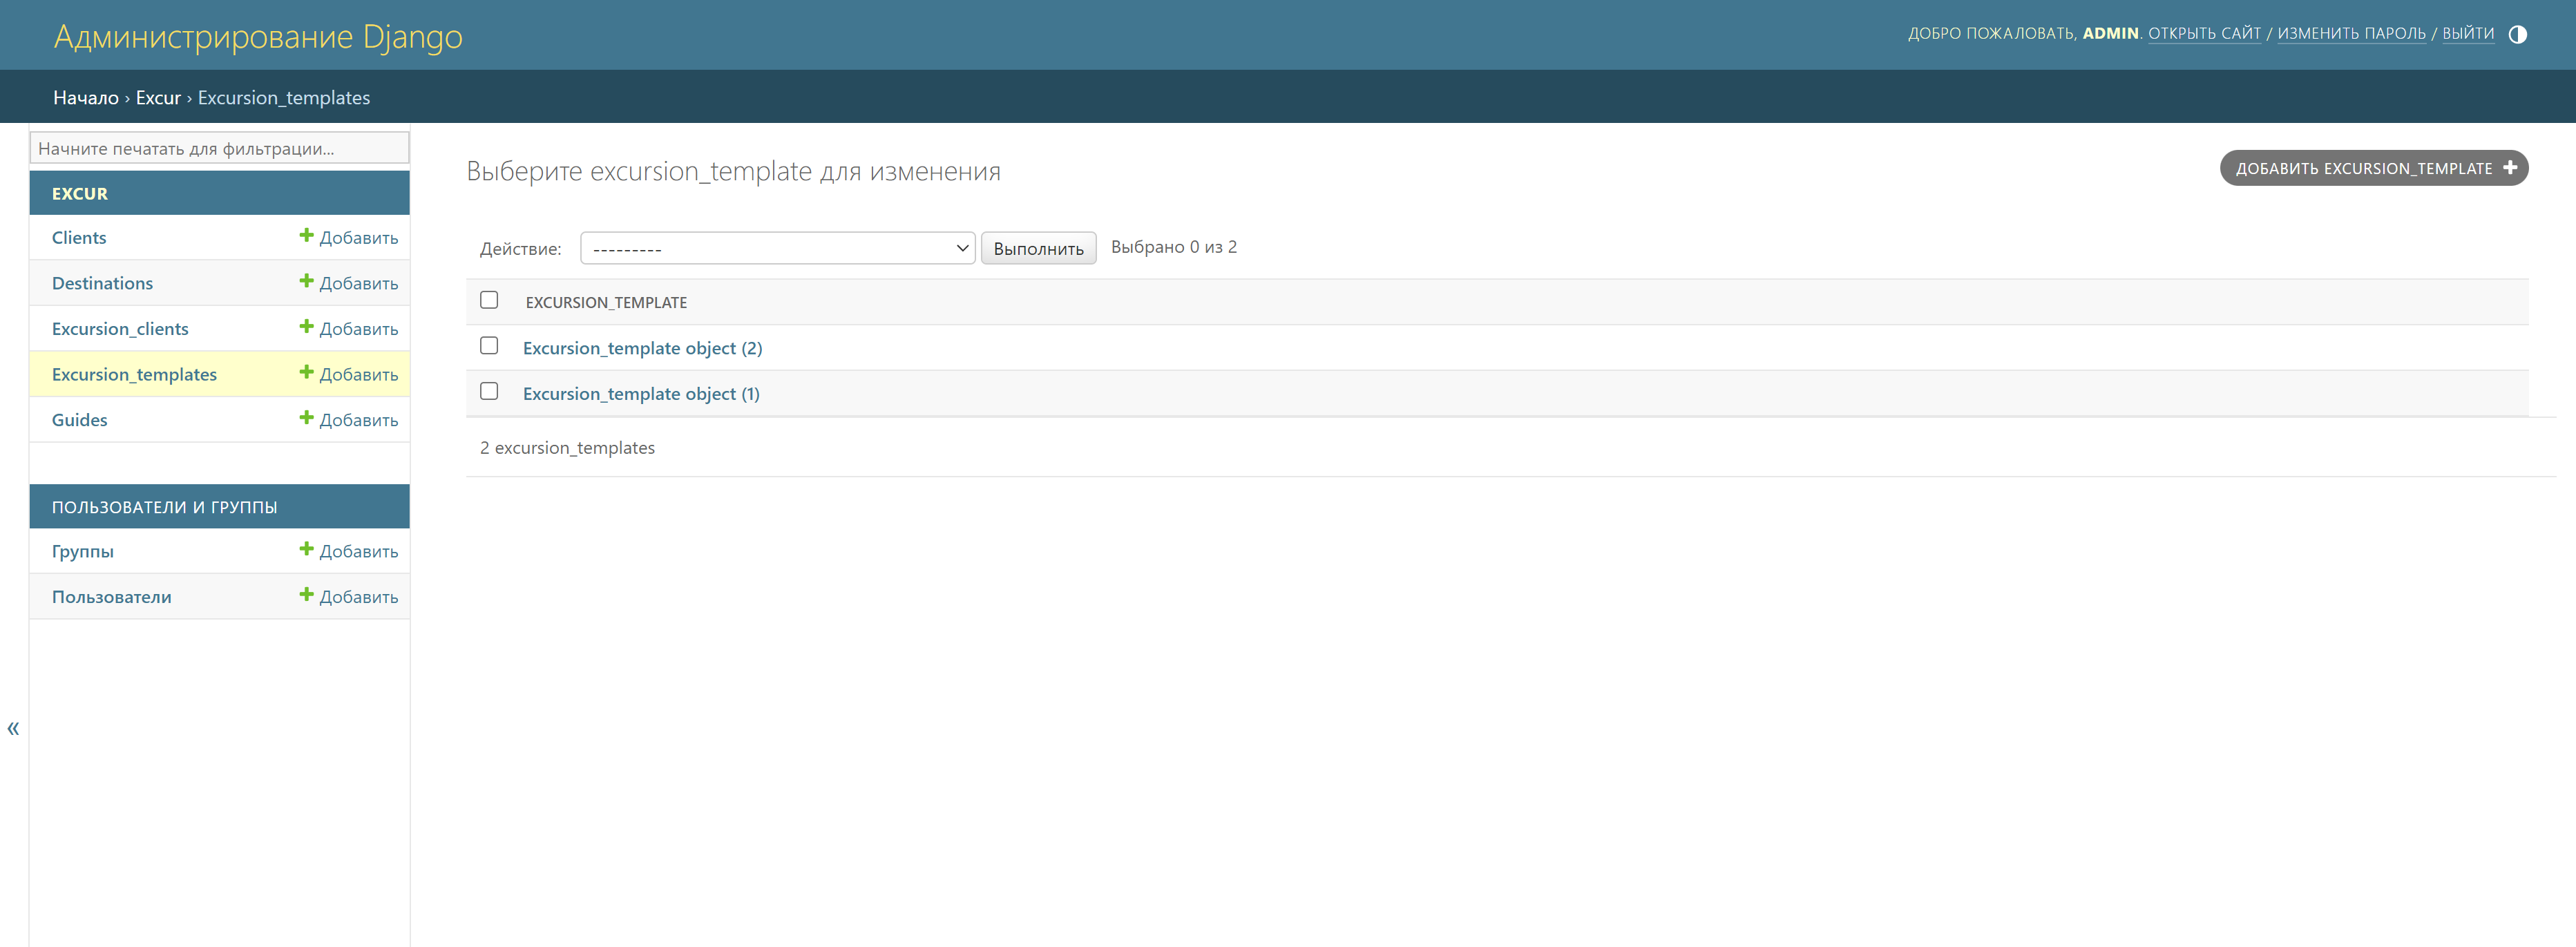 Администрирование Django
ДОБРО ПОЖАЛОВАТЬ, ADMIN. ОТКРЫТЬ САЙТ / ИЗМЕНИТЬ ПАРОЛЬ / ВЫЙТИ
Начало › Excur › Excursion_templates
Начните печатать для фильтрации...
EXCUR
Clients Добавить
Destinations Добавить
Excursion_clients Добавить
Excursion_templates Добавить
Guides Добавить
ПОЛЬЗОВАТЕЛИ И ГРУППЫ
Группы Добавить
Пользователи Добавить
«
Выберите excursion_template для изменения
ДОБАВИТЬ EXCURSION_TEMPLATE
Действие: --------- Выполнить Выбрано 0 из 2
EXCURSION_TEMPLATE
Excursion_template object (2)
Excursion_template object (1)
2 excursion_templates